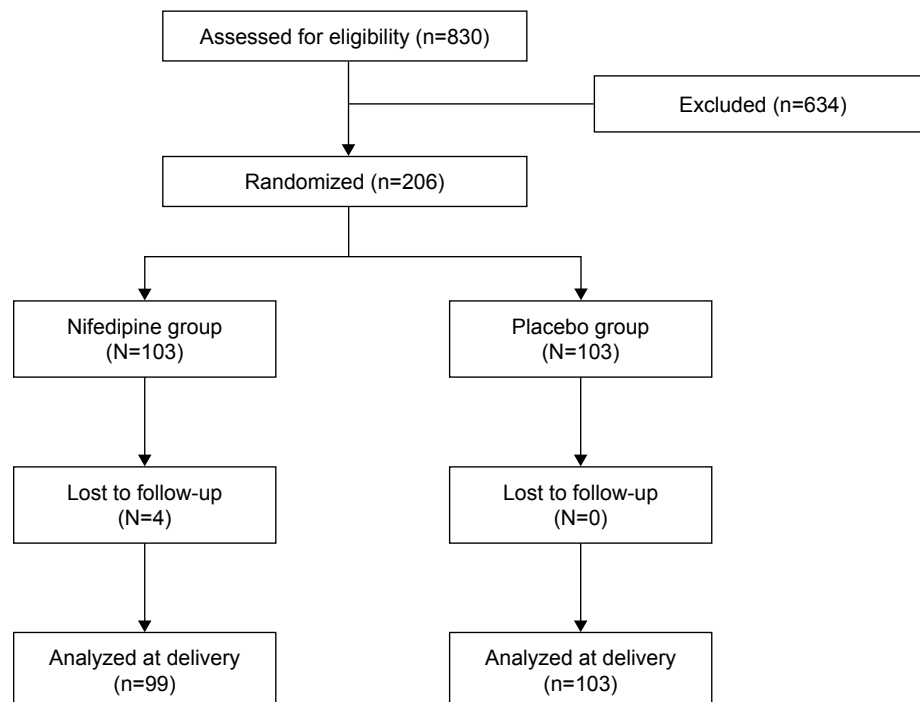 Assessed for eligibility (n=830)
Excluded (n=634)
Randomized (n=206)
Nifedipine group
(N=103)
Placebo group
(N=103)
Lost to follow-up
(N=4)
Lost to follow-up
(N=0)
Analyzed at delivery
(n=99)
Analyzed at delivery
(n=103)